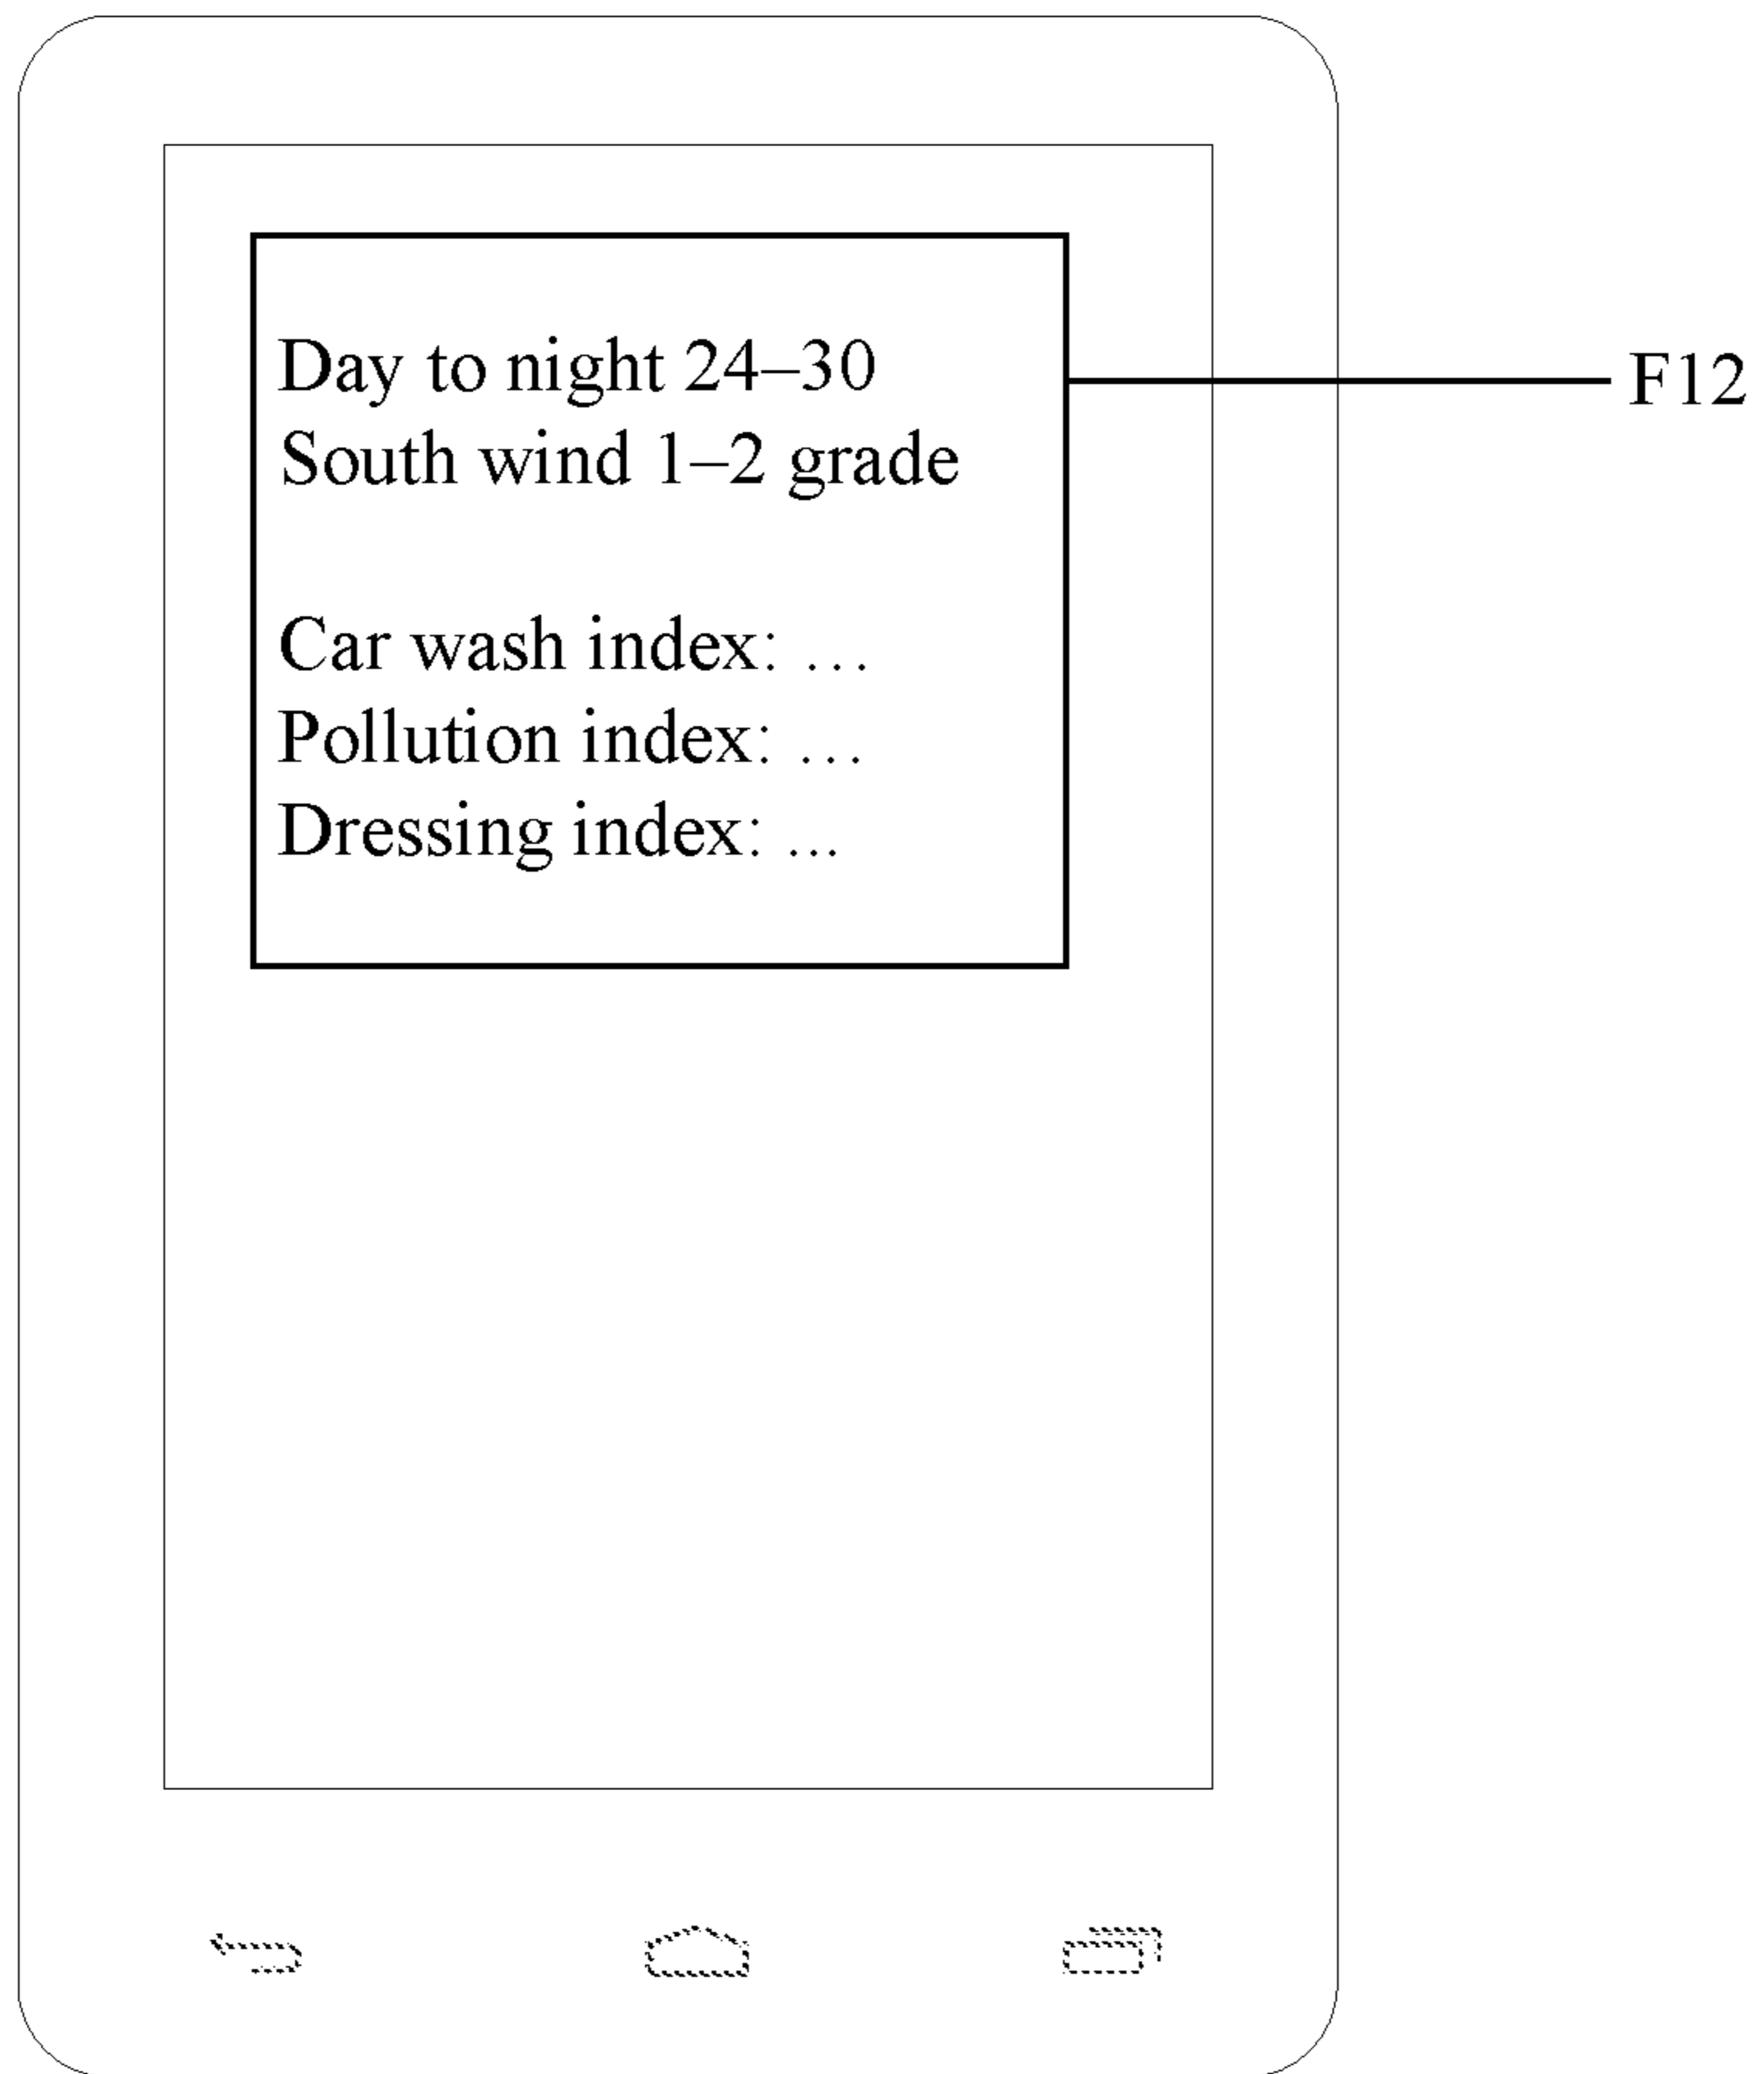 Day to night 24–30
South wind 1–2 grade
Car wash index: …
Pollution index: …
Dressing index: ...
F12